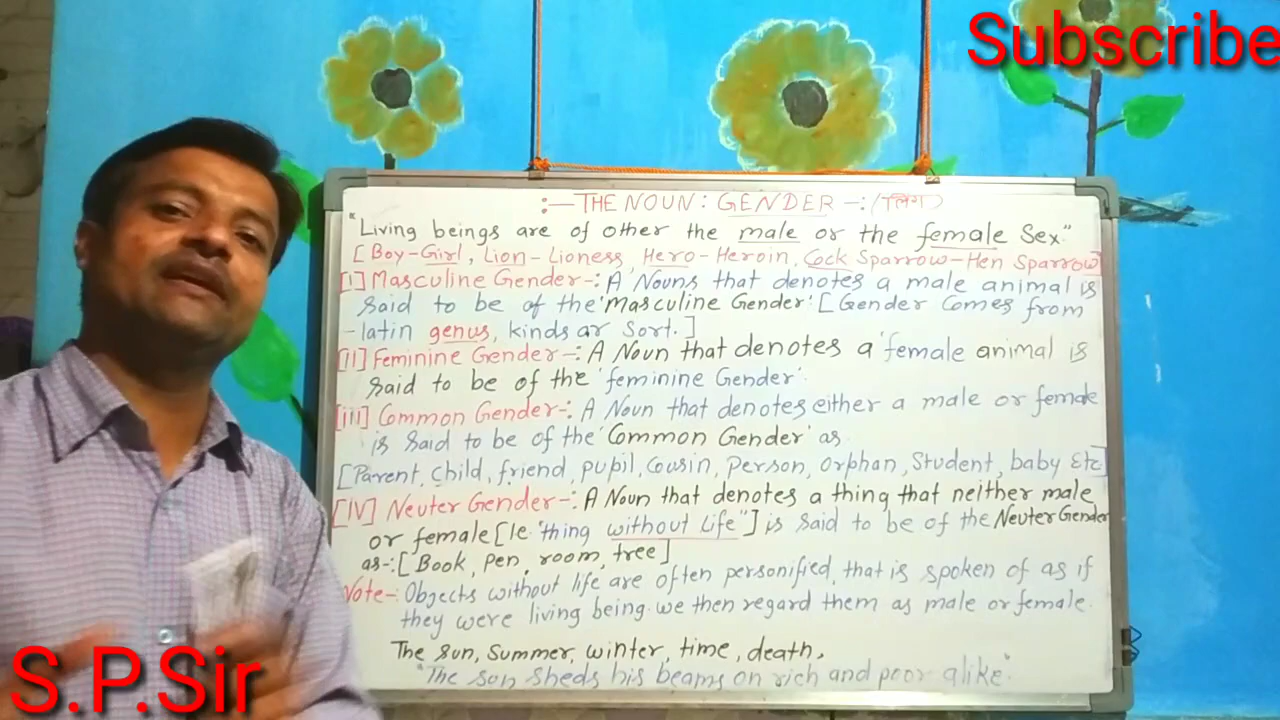 Subscribe
:— THE NOUN : GENDER —: (लिंग)
"Living beings are of other the male or the female Sex."
[Boy-Girl, Lion-Lioness, Hero-Heroin, Cock Sparrow-Hen Sparrow]
[I] Masculine Gender-: A Nouns that denotes a male animal is
said to be of the 'masculine Gender'. [Gender Comes from
-latin genus, kinds ar Sort.]
[II] Feminine Gender-: A Noun that denotes a 'female animal is
said to be of the 'feminine Gender'.
[iii] Common Gender-: A Noun that denotes either a male or female
is said to be of the 'Common Gender' as
[Parent, child, friend, pupil, Cousin, person, orphan, Student, baby Etc]
[IV] Neuter Gender-: A Noun that denotes a thing that neither male
or female [Ie. "thing without life"] is said to be of the Neuter Gender
as-: [Book, pen, room, tree]
Note-: Objects without life are often personified, that is spoken of as if
they were living being. we then regard them as male or female.
The sun, summer, winter, time, death,
"The son sheds his beams on rich and poor alike".
S.P.Sir